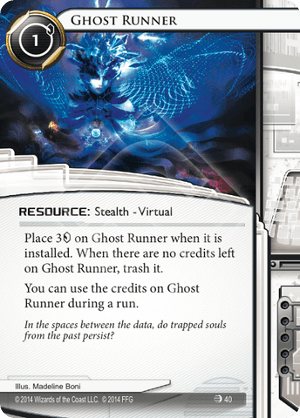 Ghost Runner
1
Resource: Stealth - Virtual
Place 3 on Ghost Runner when it is
installed. When there are no credits left
on Ghost Runner, trash it.
You can use the credits on Ghost
Runner during a run.
In the spaces between the data, do trapped souls
from the past persist?
Illus. Madeline Boni
© 2014 Wizards of the Coast LLC. © 2014 FFG
40